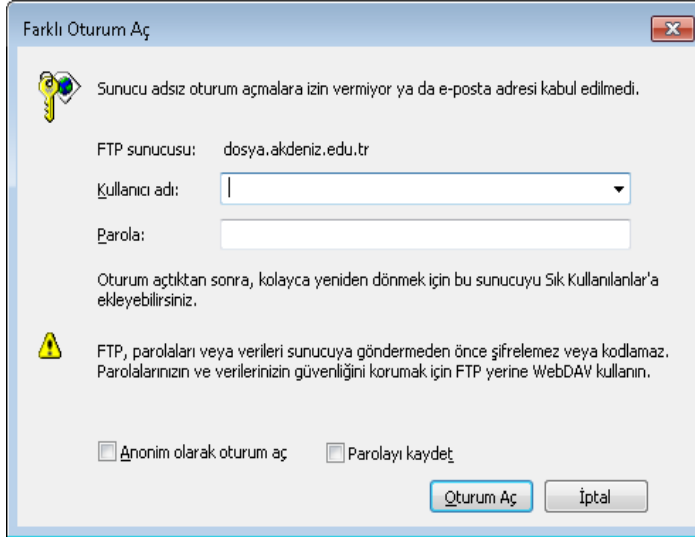 Farklı Oturum Aç
Sunucu adsız oturum açmalara izin vermiyor ya da e-posta adresi kabul edilmedi.
FTP sunucusu: dosya.akdeniz.edu.tr
Kullanıcı adı:
Parola:
Oturum açtıktan sonra, kolayca yeniden dönmek için bu sunucuyu Sık Kullanılanlar'a
ekleyebilirsiniz.
FTP, parolaları veya verileri sunucuya göndermeden önce şifrelemez veya kodlamaz.
Parolalarınızın ve verilerinizin güvenliğini korumak için FTP yerine WebDAV kullanın.
Anonim olarak oturum aç Parolayı kaydet
Oturum Aç İptal